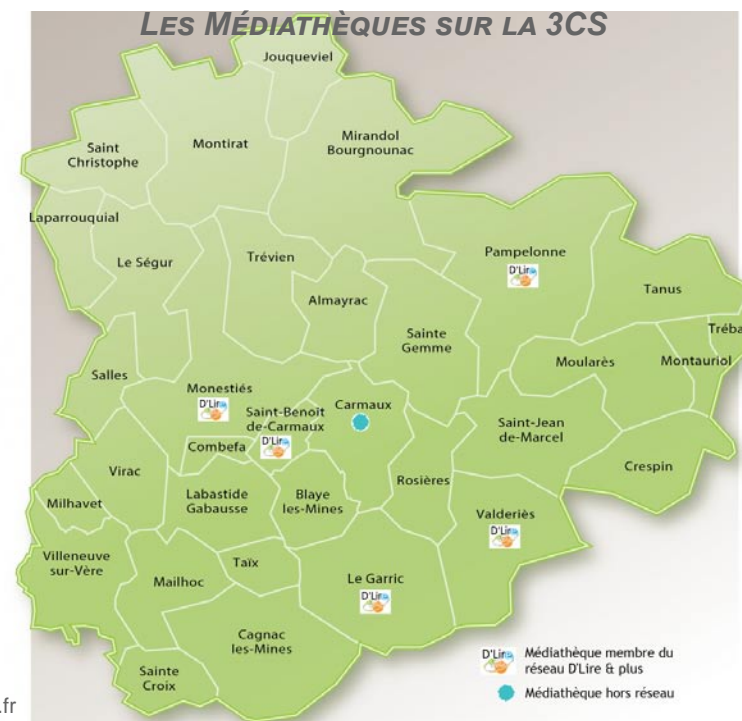 LES MÉDIATHÈQUES SUR LA 3CS
Jouqueviel
Mirandol
Bourgnounac
Montirat
Saint
Christophe
Laparrouquial
Le Ségur
Trévien
Pampelonne
D'Lire
Tanus
Almayrac
Sainte
Gemme
Tréba
Moularès
Montauriol
Salles
Monestiés
D'Lire
Saint-Benoît
de-Carmaux
D'Lire
Carmaux
Saint-Jean
de-Marcel
Combefa
Crespin
Virac
Rosières
Milhavet
Labastide
Gabausse
Blaye
les-Mines
Valderiès
D'Lire
Villeneuve
sur-Vère
Mailhoc
Taïx
Le Garric
D'Lire
Cagnac
les-Mines
Sainte
Croix
D'Lire
Médiathèque membre du
réseau D'Lire & plus
Médiathèque hors réseau
.fr